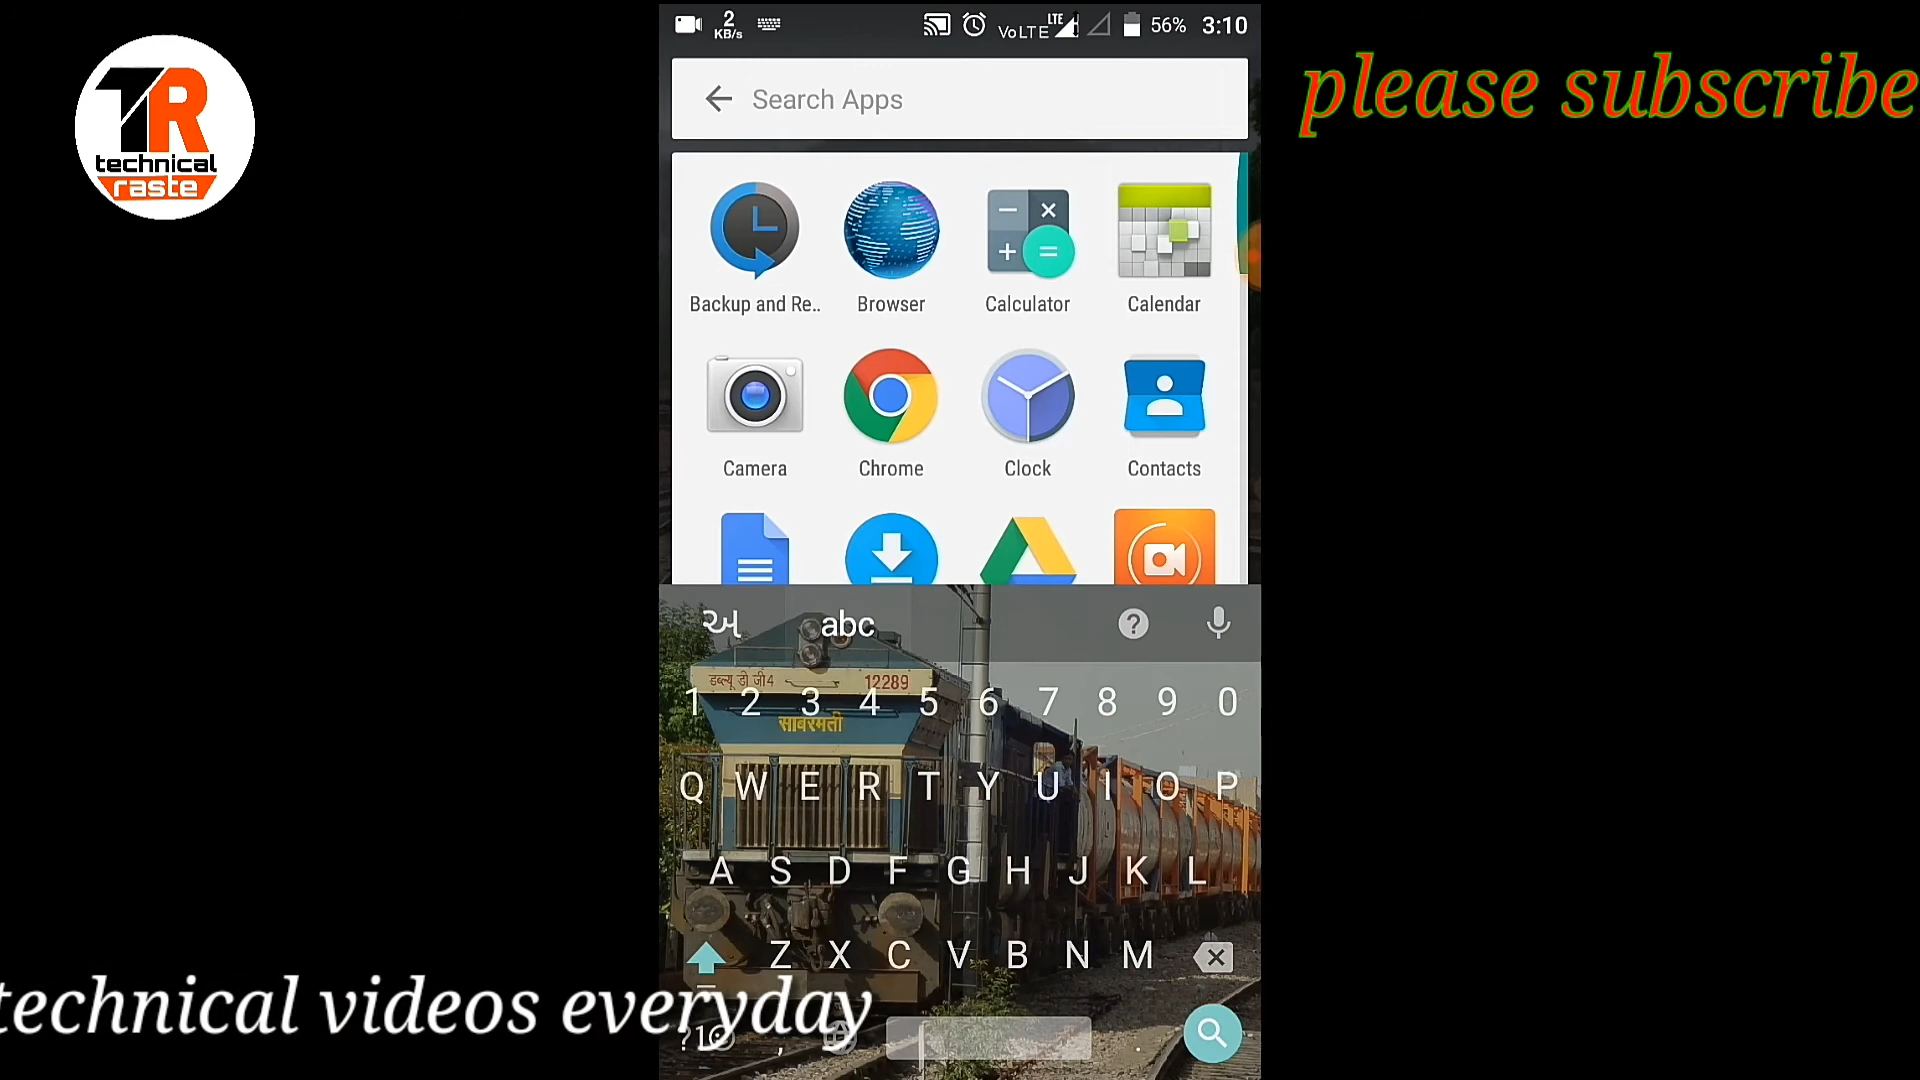 TR
technical
raste
please subscribe
2
KB/s
VoLTE
LTE
56%
3:10
Search Apps
Backup and Re..
Browser
Calculator
Calendar
Camera
Chrome
Clock
Contacts
અ
abc
?
डब्ल्यू डी जी4
12289
1 2 3 4 5 6 7 8 9 0
साबरमती
Q W E R T Y U I O P
A S D F G H J K L
Z X C V B N M
technical videos everyday
?1☺ , .